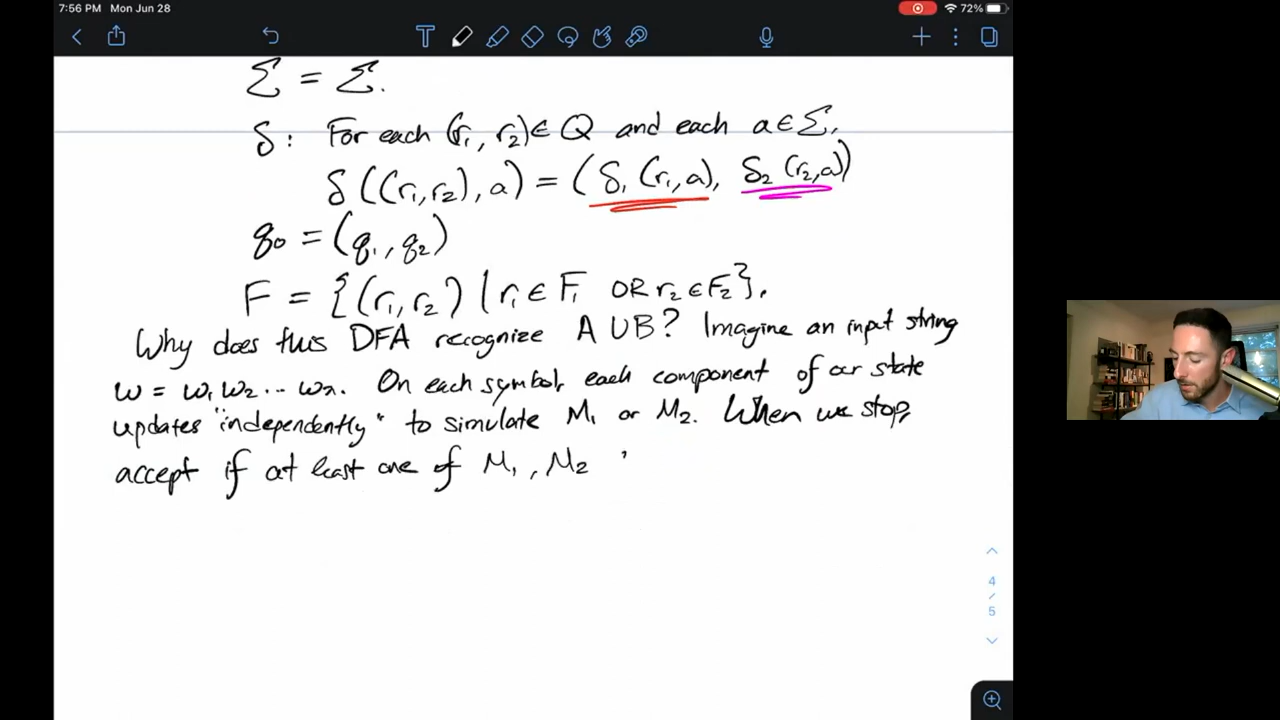 7:56 PM Mon Jun 28
72%
T
Σ = Σ.
δ: For each (r₁, r₂) ∈ Q and each a ∈ Σ,
δ((r₁, r₂), a) = (δ₁(r₁, a), δ₂(r₂, a))
q₀ = (q₁, q₂)
F = {(r₁, r₂) | r₁ ∈ F₁ OR r₂ ∈ F₂}.
Why does this DFA recognize A ∪ B? Imagine an input string
w = w₁ w₂ ... wₙ. On each symbol, each component of our state
updates "independently" to simulate M₁ or M₂. When we stop,
accept if at least one of M₁, M₂
4
/
5